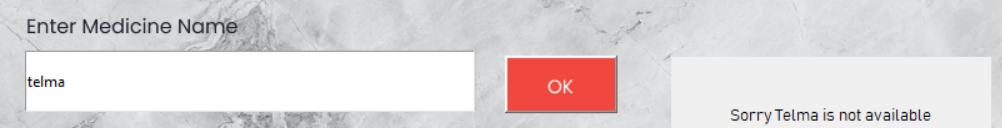 Enter Medicine Name
telma
OK
Sorry Telma is not available